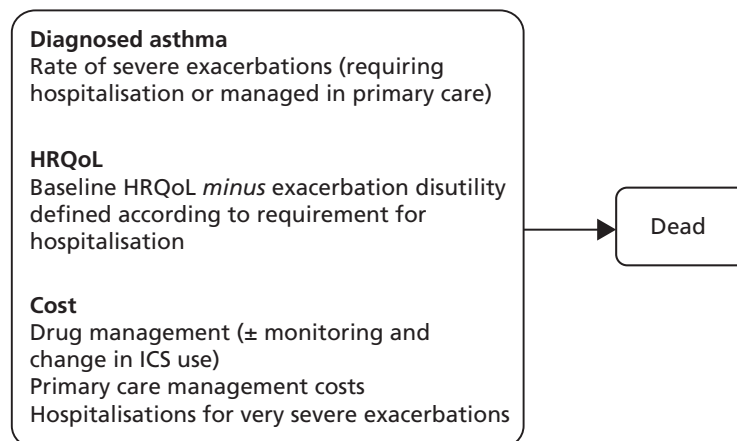 Diagnosed asthma
Rate of severe exacerbations (requiring
hospitalisation or managed in primary care)
HRQoL
Baseline HRQoL minus exacerbation disutility
defined according to requirement for
hospitalisation
Cost
Drug management (± monitoring and
change in ICS use)
Primary care management costs
Hospitalisations for very severe exacerbations
Dead